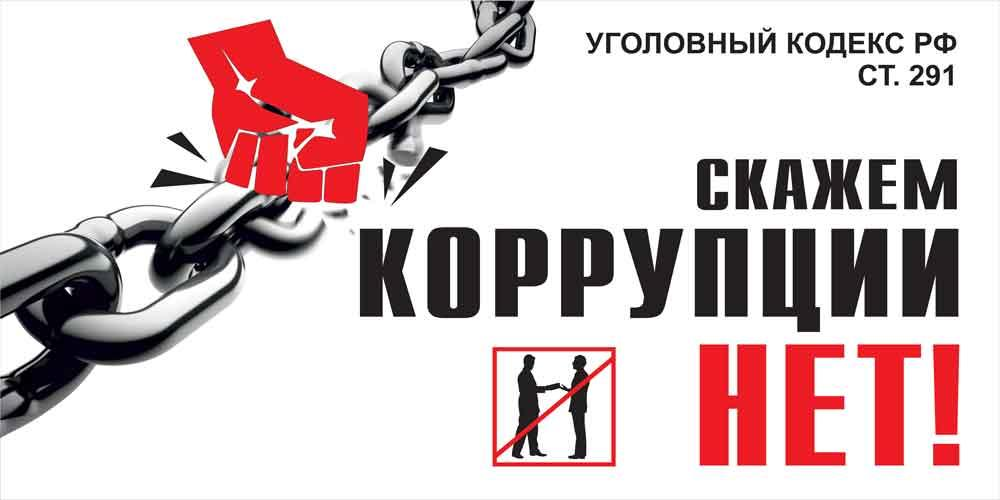 УГОЛОВНЫЙ КОДЕКС РФ
СТ. 291
СКАЖЕМ
КОРРУПЦИИ
НЕТ!